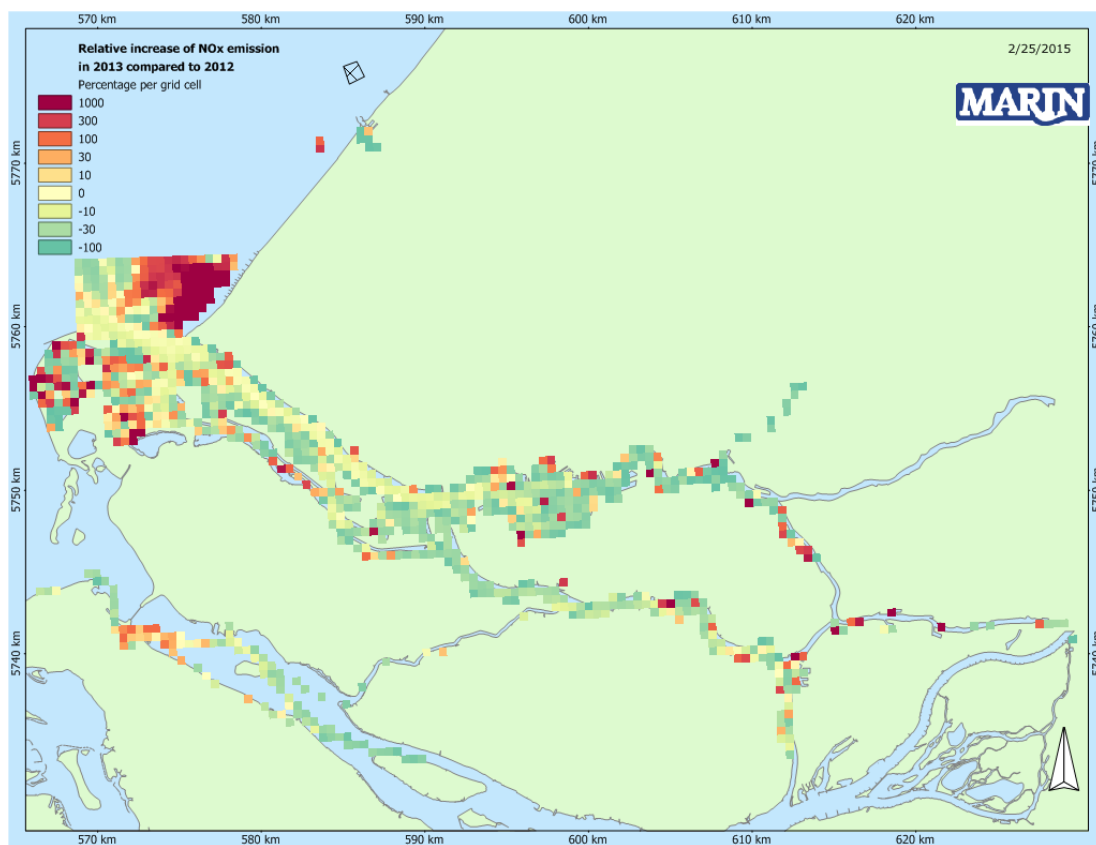 570 km 580 km 590 km 600 km 610 km 620 km
Relative increase of NOx emission
in 2013 compared to 2012
Percentage per grid cell
1000
300
100
30
10
0
-10
-30
-100
2/25/2015
MARIN
5770 km 5770 km
5760 km 5760 km
5750 km 5750 km
5740 km 5740 km
570 km 580 km 590 km 600 km 610 km 620 km